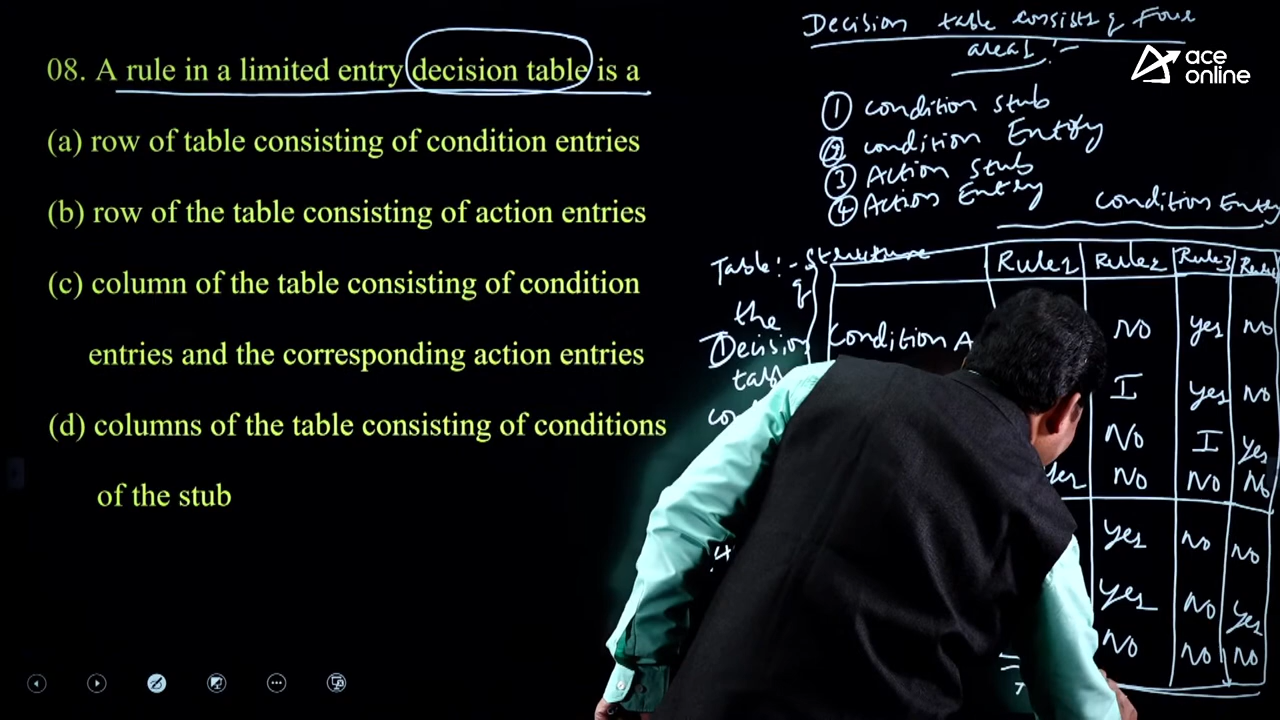 08. A rule in a limited entry decision table is a
(a) row of table consisting of condition entries
(b) row of the table consisting of action entries
(c) column of the table consisting of condition
entries and the corresponding action entries
(d) columns of the table consisting of conditions
of the stub
Decision table consists of Four
areas :-
ace
online
① condition stub
② condition Entry
③ Action stub
④ Action Entry
condition Entry
Table :- structure
of
the
Decision
Rule1 Rule2 Rule3
Condition A NO yes NO
I yes NO
NO I yes
NO NO NO
yes NO NO
yes NO yes
NO NO NO